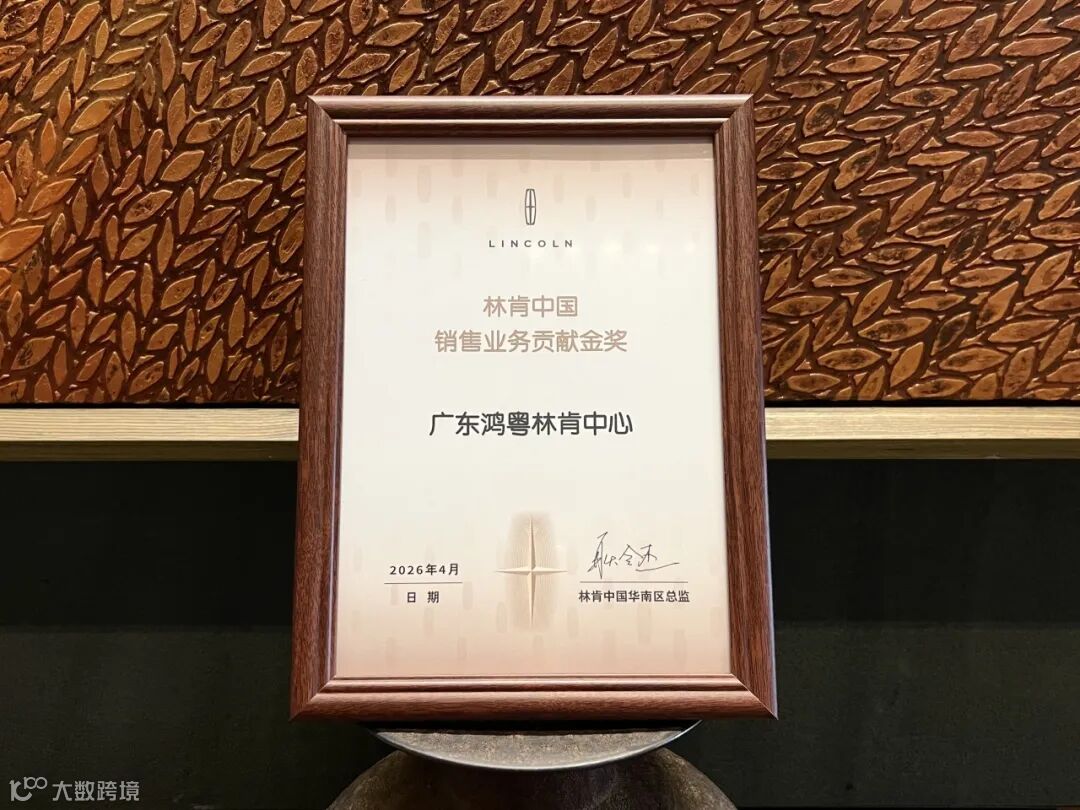 LINCOLN
林肯中国
销售业务贡献金奖
广东鸿粤林肯中心
2026年4月
日 期
林肯中国华南区总监
大数跨境